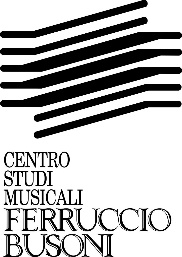 CENTRO
STUDI
MUSICALI
FERRUCCIO
BUSONI